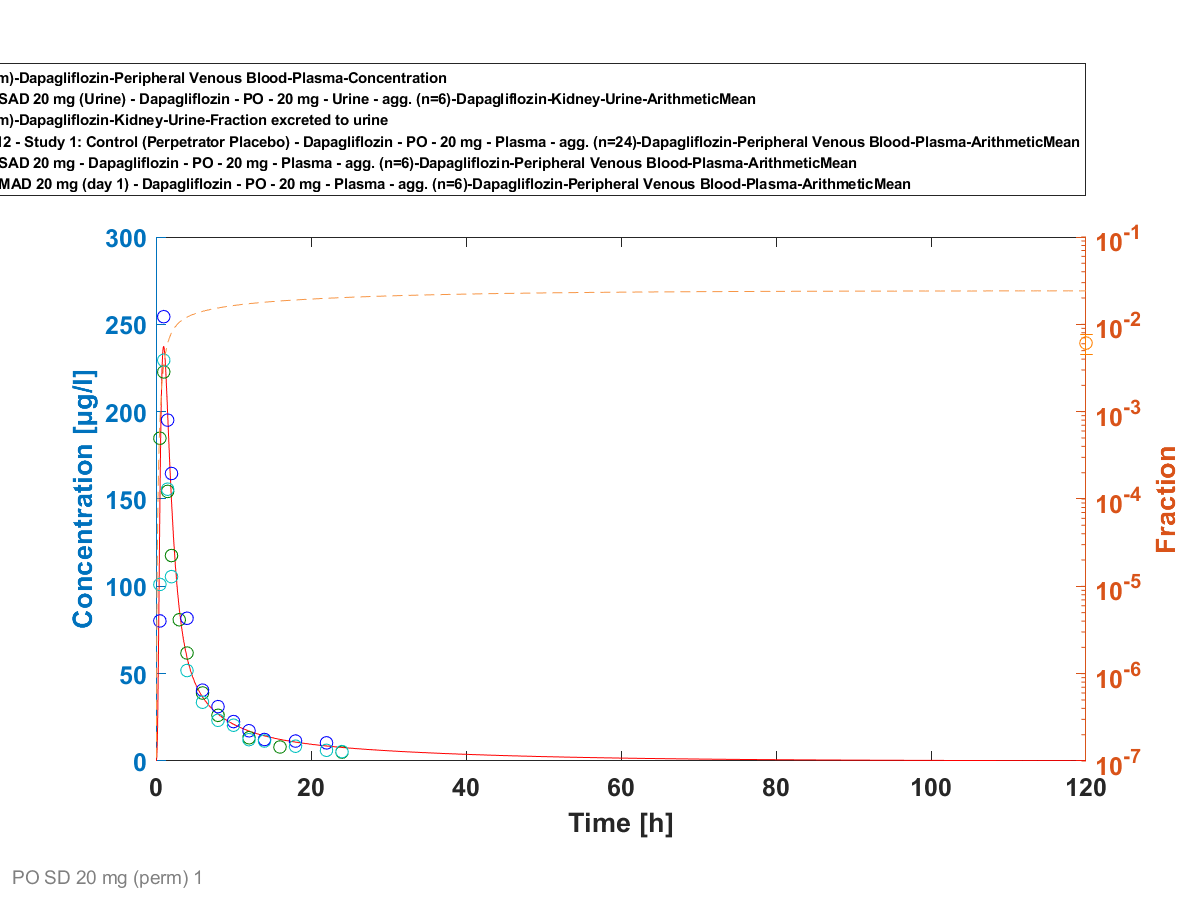 m)-Dapagliflozin-Peripheral Venous Blood-Plasma-Concentration
SAD 20 mg (Urine) - Dapagliflozin - PO - 20 mg - Urine - agg. (n=6)-Dapagliflozin-Kidney-Urine-ArithmeticMean
m)-Dapagliflozin-Kidney-Urine-Fraction excreted to urine
12 - Study 1: Control (Perpetrator Placebo) - Dapagliflozin - PO - 20 mg - Plasma - agg. (n=24)-Dapagliflozin-Peripheral Venous Blood-Plasma-ArithmeticMean
SAD 20 mg - Dapagliflozin - PO - 20 mg - Plasma - agg. (n=6)-Dapagliflozin-Peripheral Venous Blood-Plasma-ArithmeticMean
MAD 20 mg (day 1) - Dapagliflozin - PO - 20 mg - Plasma - agg. (n=6)-Dapagliflozin-Peripheral Venous Blood-Plasma-ArithmeticMean
300
250
200
150
100
50
0
Concentration [µg/l]
10^-1
10^-2
10^-3
10^-4
10^-5
10^-6
10^-7
Fraction
0 20 40 60 80 100 120
Time [h]
PO SD 20 mg (perm) 1